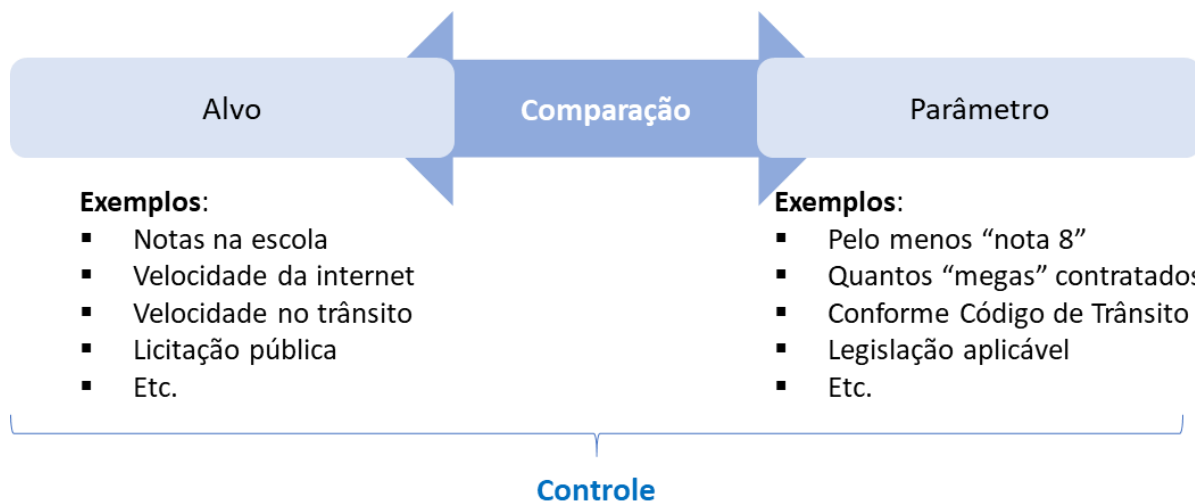 Alvo
Comparação
Parâmetro
Exemplos:
▪ Notas na escola
▪ Velocidade da internet
▪ Velocidade no trânsito
▪ Licitação pública
▪ Etc.
Exemplos:
▪ Pelo menos “nota 8”
▪ Quantos “megas” contratados
▪ Conforme Código de Trânsito
▪ Legislação aplicável
▪ Etc.
Controle